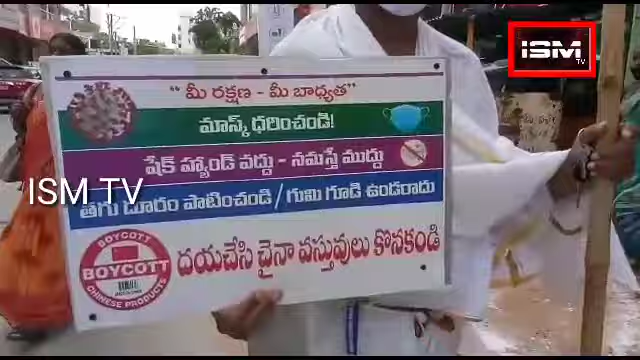 ISM
TV
“ మీ రక్షణ - మీ బాధ్యత”
మాస్క్ ధరించండి!
షేక్ హ్యాండ్ వద్దు - నమస్తే ముద్దు
ISM TV
తగు దూరం పాటించండి / గుమి గూడి ఉండరాదు
BOYCOTT
BOYCOTT
CHINESE PRODUCTS
దయచేసి చైనా వస్తువులు కొనకండి